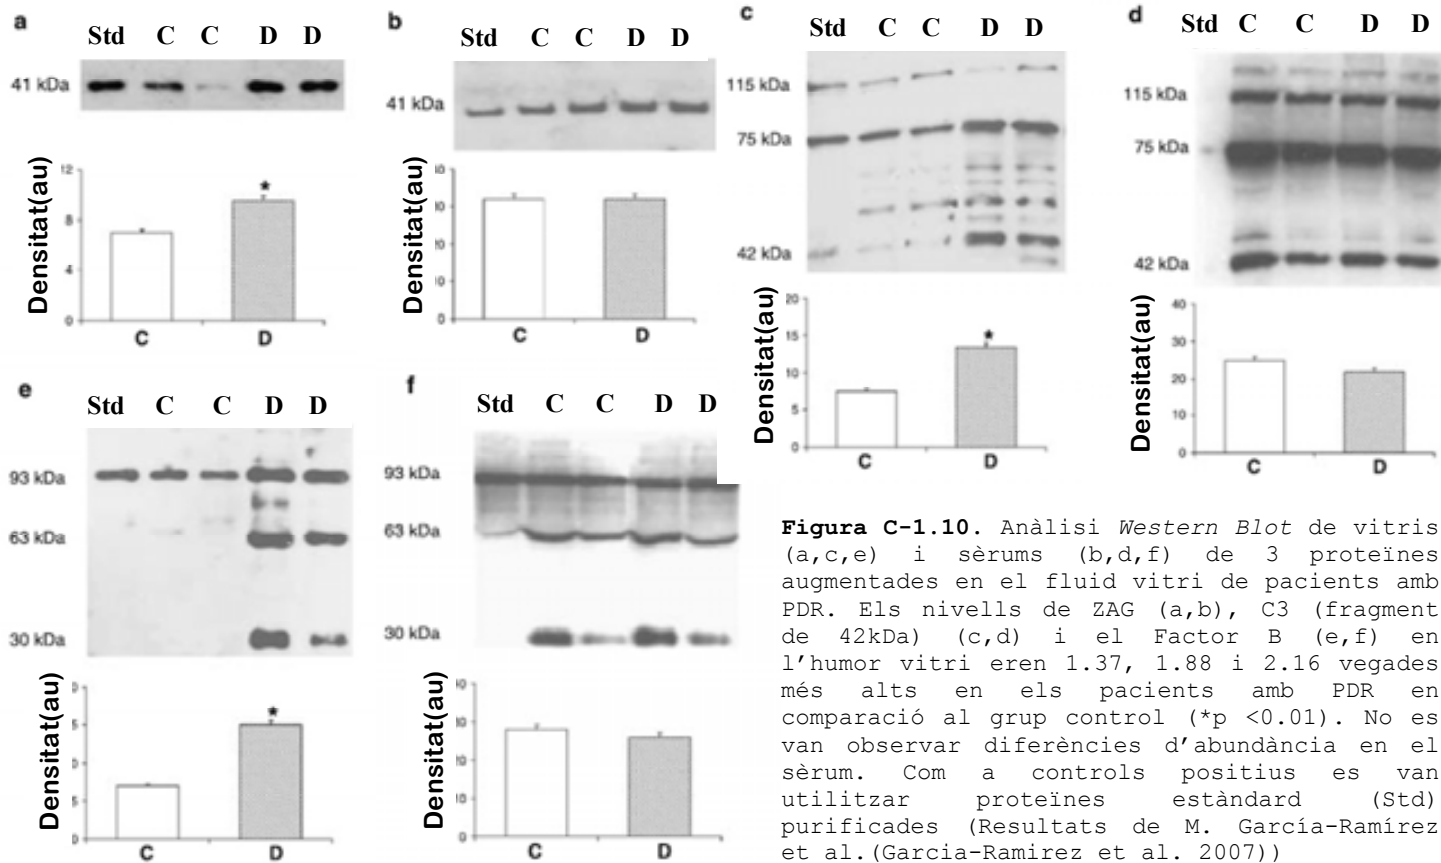 a
Std C C D D
41 kDa
Densitat(au)
12
8
4
0
C D
b
Std C C D D
41 kDa
Densitat(au)
0
C D
c
Std C C D D
115 kDa
75 kDa
42 kDa
Densitat(au)
20
15
10
5
0
C D
d
Std C C D D
115 kDa
75 kDa
42 kDa
Densitat(au)
40
30
20
10
0
C D
e
Std C C D D
93 kDa
63 kDa
30 kDa
Densitat(au)
0
C D
f
Std C C D D
93 kDa
63 kDa
30 kDa
Densitat(au)
0
C D
*
*
*
Figura C-1.10. Anàlisi Western Blot de vitris
(a,c,e) i sèrums (b,d,f) de 3 proteïnes
augmentades en el fluid vitri de pacients amb
PDR. Els nivells de ZAG (a,b), C3 (fragment
de 42kDa) (c,d) i el Factor B (e,f) en
l'humor vitri eren 1.37, 1.88 i 2.16 vegades
més alts en els pacients amb PDR en
comparació al grup control (*p <0.01). No es
van observar diferències d'abundància en el
sèrum. Com a controls positius es van
utilitzar proteïnes estàndard (Std)
purificades (Resultats de M. García-Ramírez
et al.(Garcia-Ramirez et al. 2007))